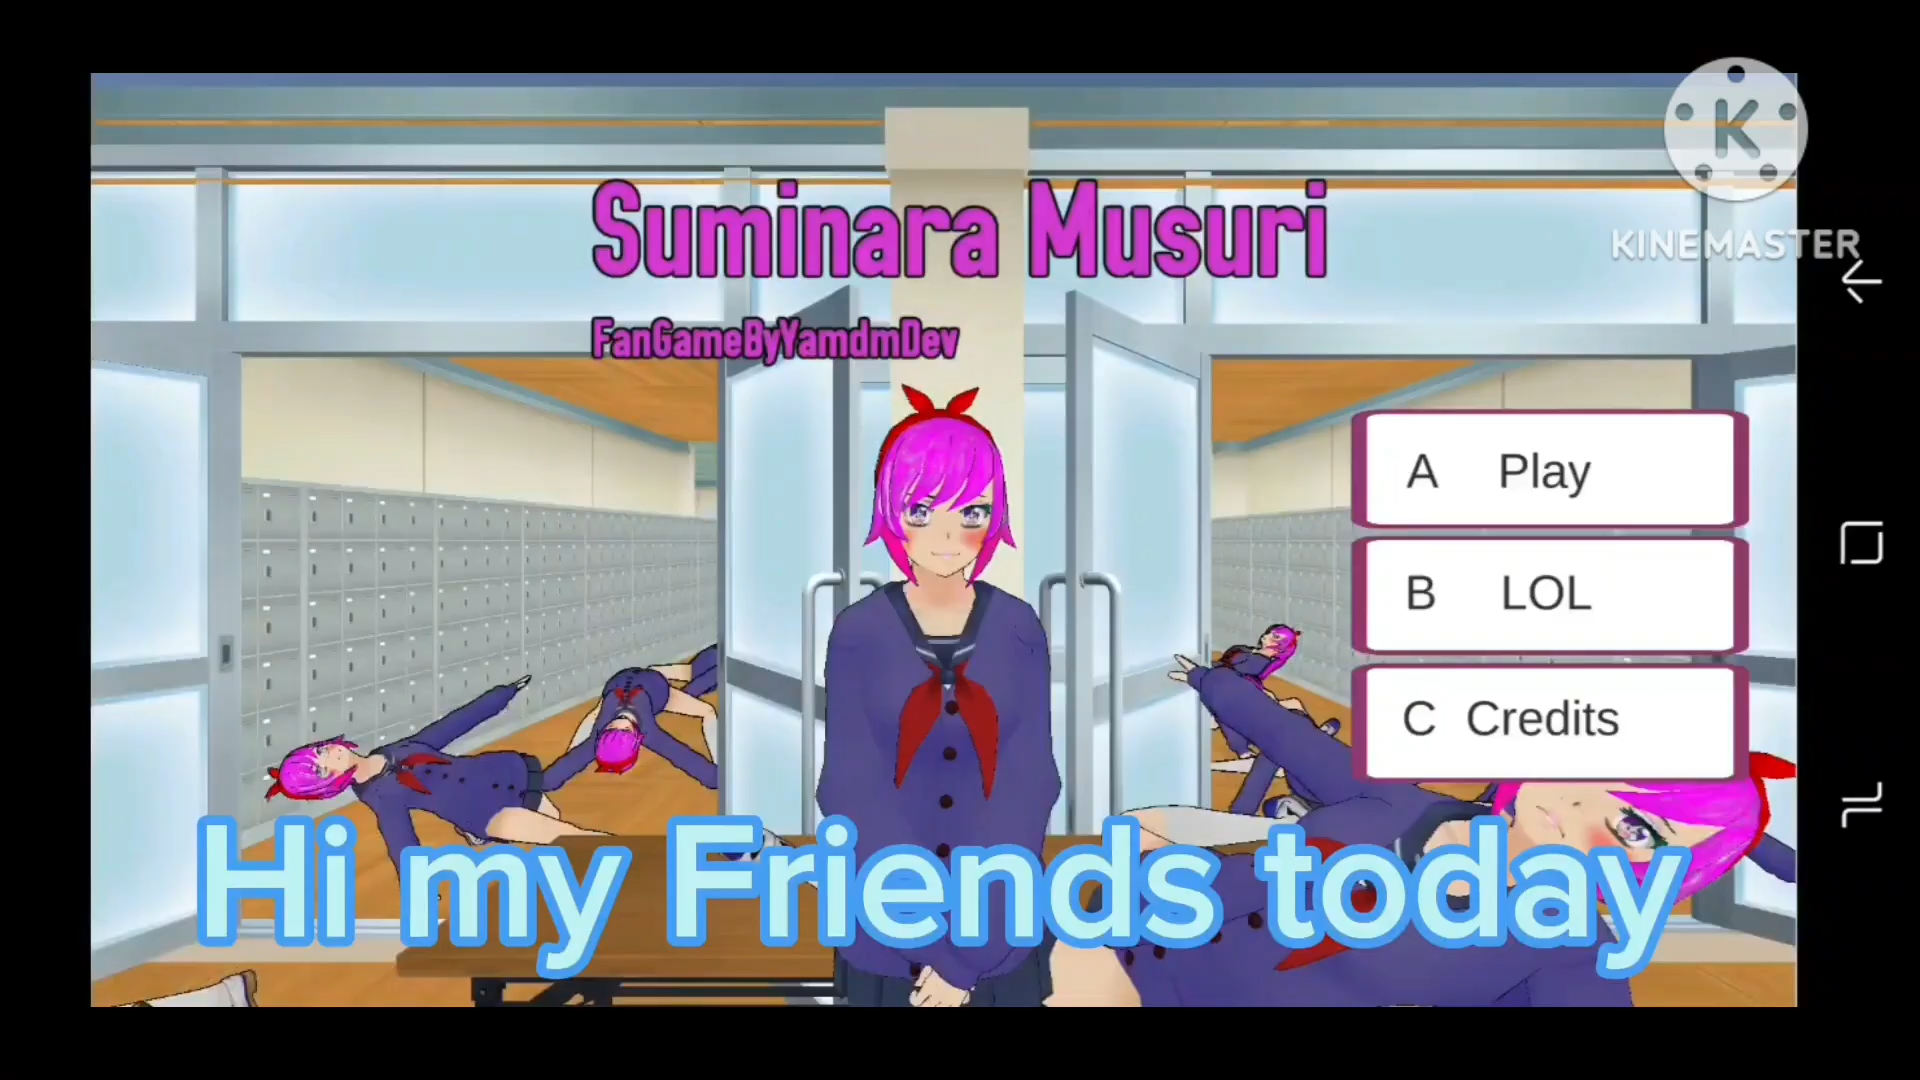 Suminara Musuri
FanGameByYamdmDev
K
KINEMASTER
A Play
B LOL
C Credits
Hi my Friends today